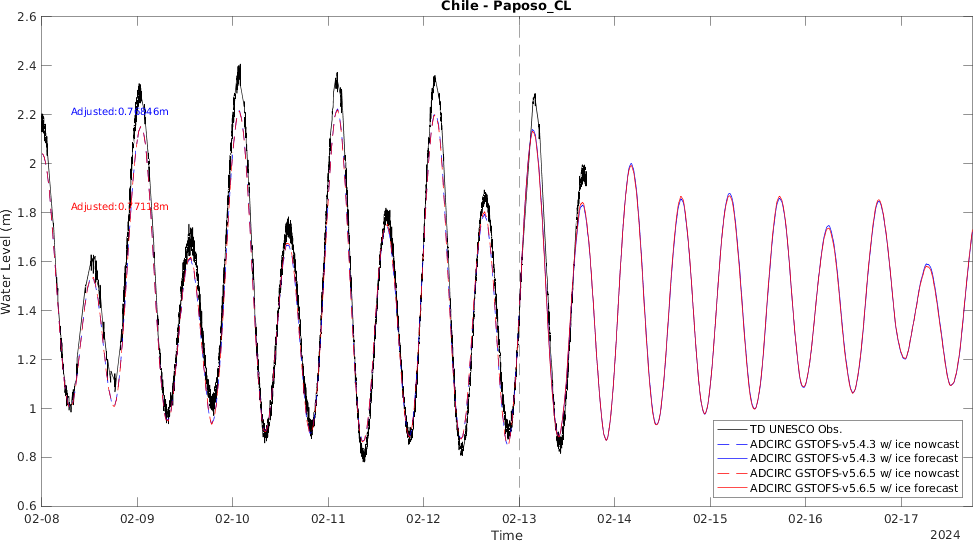 Chile - Paposo_CL
2.6
2.4
2.2
2
1.8
1.6
1.4
1.2
1
0.8
0.6
Water Level (m)
Adjusted:0.76846m
Adjusted:0.77118m
TD UNESCO Obs.
ADCIRC GSTOFS-v5.4.3 w/ ice nowcast
ADCIRC GSTOFS-v5.4.3 w/ ice forecast
ADCIRC GSTOFS-v5.6.5 w/ ice nowcast
ADCIRC GSTOFS-v5.6.5 w/ ice forecast
02-08 02-09 02-10 02-11 02-12 02-13 02-14 02-15 02-16 02-17
Time
2024